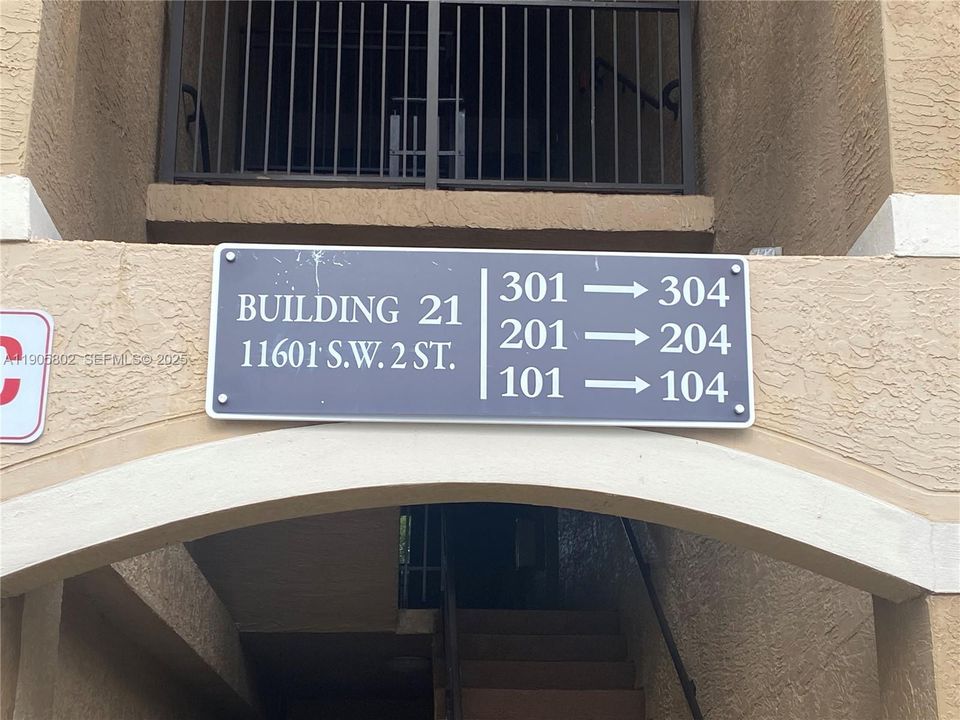 BUILDING 21
11601 S.W. 2 ST.
301 → 304
201 → 204
101 → 104
C
A11905802 SEFMLS© 2025